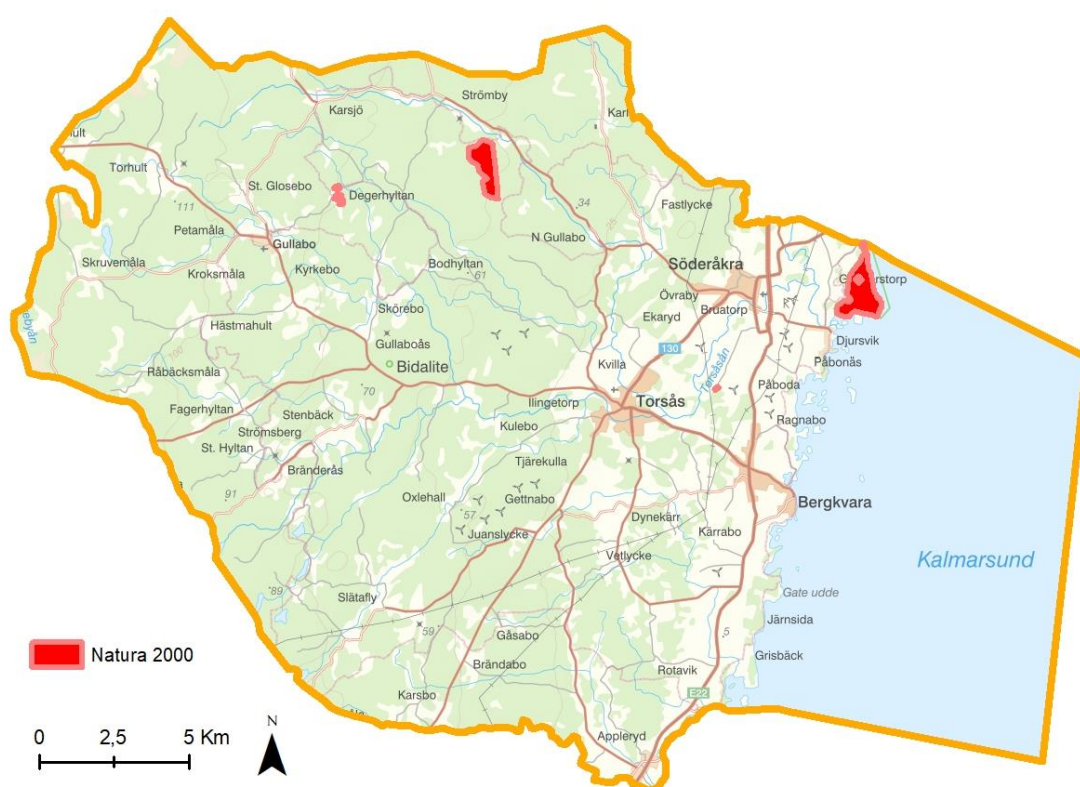 Strömby
Karsjö
Karl
hult
Torhult
St. Glosebo
Degerhyltan
111
Petamåla
34
Fastlycke
Gullabo
N Gullabo
Skruvemåla
Kroksmåla
Kyrkebo
Bodhyltan
61
Söderåkra
Övraby
Ekaryd
Bruatorp
Djursvik
Påbonäs
Skörebo
Hästmahult
Gullaboås
Bidalite
Kvilla
130
Torsåsån
Påboda
Råbäcksmåla
70
Ilingetorp
Torsås
Ragnabo
Fagerhyltan
Stenbäck
Kulebo
Strömsberg
St. Hyltan
Bränderås
Tjärekulla
91
Oxlehall
Gettnabo
57
Juanslycke
Dynekärr
Kärrabo
Bergkvara
Vetlycke
Kalmarsund
89
Slätafly
Gate udde
59
Gåsabo
5
Järnsida
Brändabo
Grisbäck
Rotavik
Karsbo
E22
Appleryd
Natura 2000
0 2,5 5 Km
N